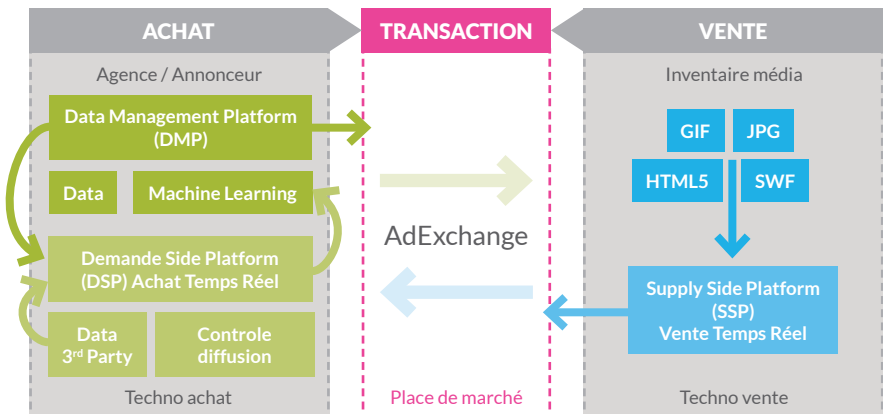 ACHAT
TRANSACTION
VENTE
Agence / Annonceur
Inventaire média
Data Management Platform
(DMP)
GIF
JPG
Data
Machine Learning
HTML5
SWF
AdExchange
Demande Side Platform
(DSP) Achat Temps Réel
Supply Side Platform
(SSP)
Vente Temps Réel
Data
3rd Party
Controle
diffusion
Techno achat
Place de marché
Techno vente